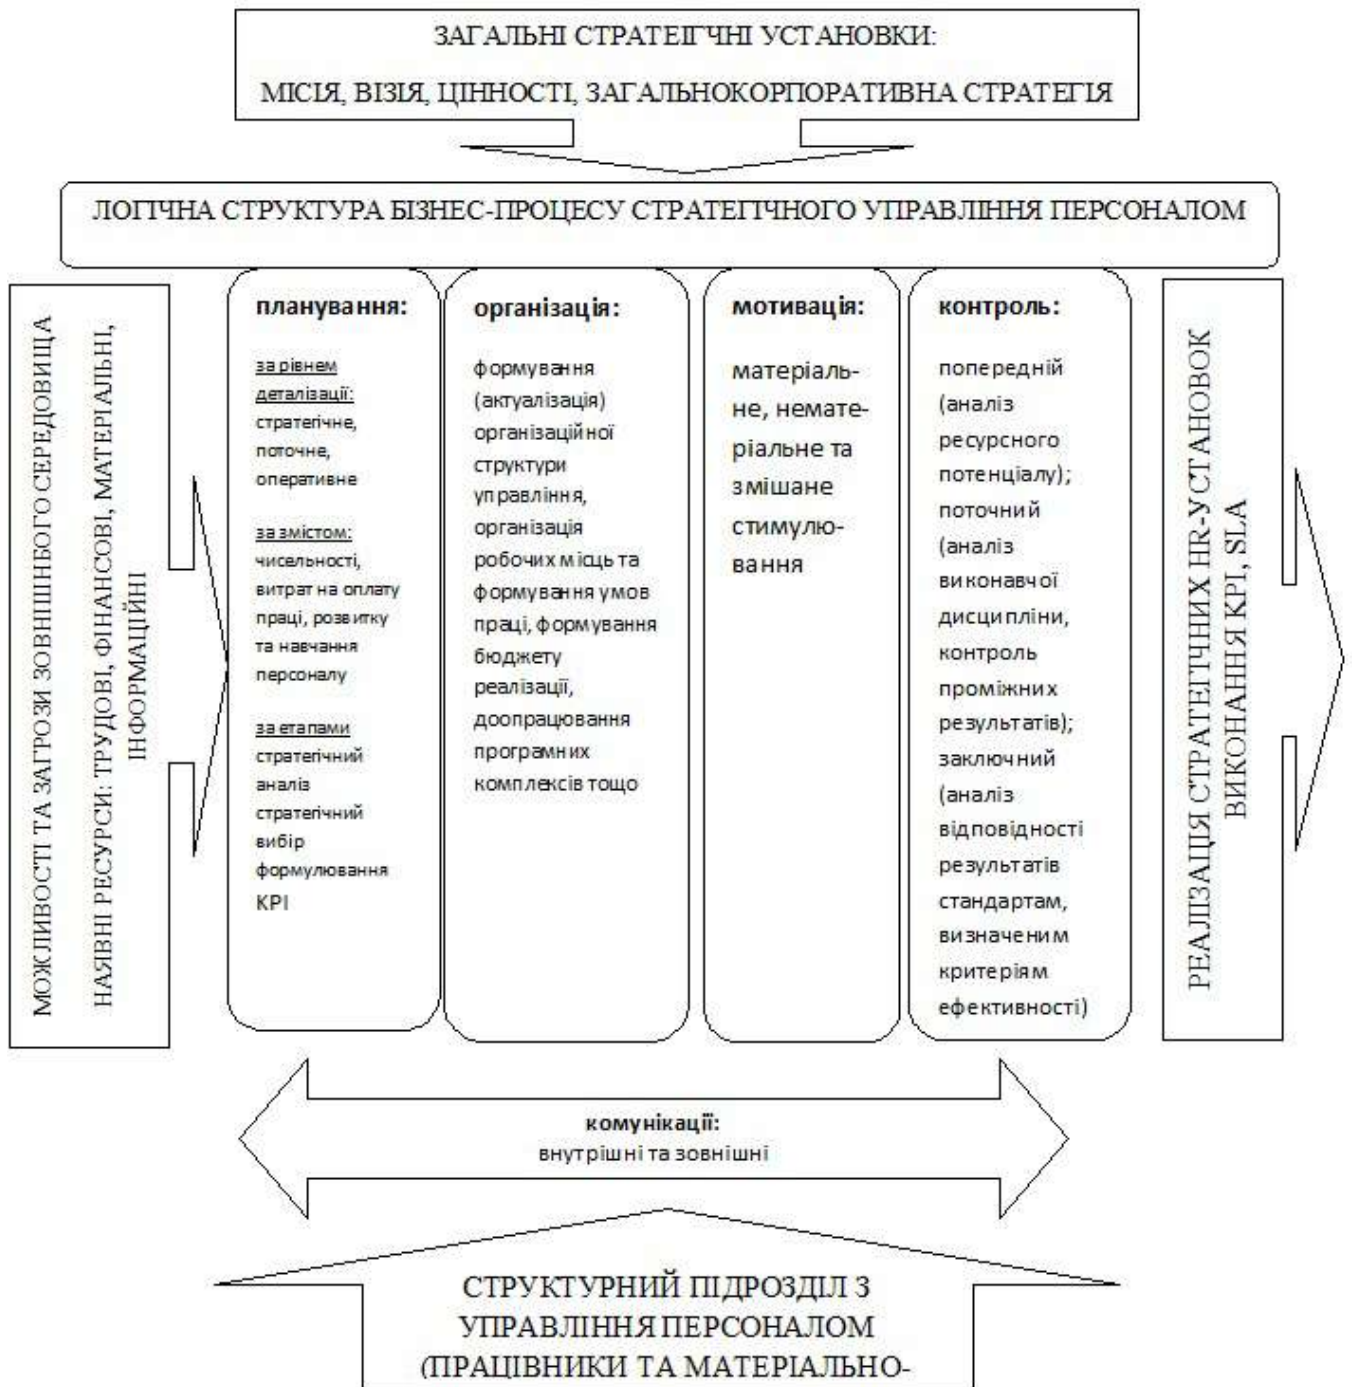 ЗАГАЛЬНІ СТРАТЕІГЧНІ УСТАНОВКИ:
МІСІЯ, ВІЗІЯ, ЦІННОСТІ, ЗАГАЛЬНОКОРПОРАТИВНА СТРАТЕГІЯ
ЛОГІЧНА СТРУКТУРА БІЗНЕС-ПРОЦЕСУ СТРАТЕГІЧНОГО УПРАВЛІННЯ ПЕРСОНАЛОМ
МОЖЛИВОСТІ ТА ЗАГРОЗИ ЗОВНІШНЬОГО СЕРЕДОВИЩА
НАЯВНІ РЕСУРСИ: ТРУДОВІ, ФІНАНСОВІ, МАТЕРІАЛЬНІ,
ІНФОРМАЦІЙНІ
планування:
за рівнем
деталізації:
стратегічне,
поточне,
оперативне
за змістом:
чисельності,
витрат на оплату
праці, розвитку
та навчання
персоналу
за етапами
стратегічний
аналіз
стратегічний
вибір
формулювання
KPI
організація:
формування
(актуалізація)
організаційної
структури
управління,
організація
робочих місць та
формування умов
праці, формування
бюджету
реалізації,
доопрацювання
програмних
комплексів тощо
мотивація:
матеріаль-
не, немате-
ріальне та
змішане
стимулю-
вання
контроль:
попередній
(аналіз
ресурсного
потенціалу);
поточний
(аналіз
виконавчої
дисципліни,
контроль
проміжних
результатів);
заключний
(аналіз
відповідності
результатів
стандартам,
визначеним
критеріям
ефективності)
РЕАЛІЗАЦІЯ СТРАТЕГІЧНИХ HR-УСТАНОВОК
ВИКОНАННЯ KPI, SLA
комунікації:
внутрішні та зовнішні
СТРУКТУРНИЙ ПІДРОЗДІЛ З
УПРАВЛІННЯ ПЕРСОНАЛОМ
(ПРАЦІВНИКИ ТА МАТЕРІАЛЬНО-